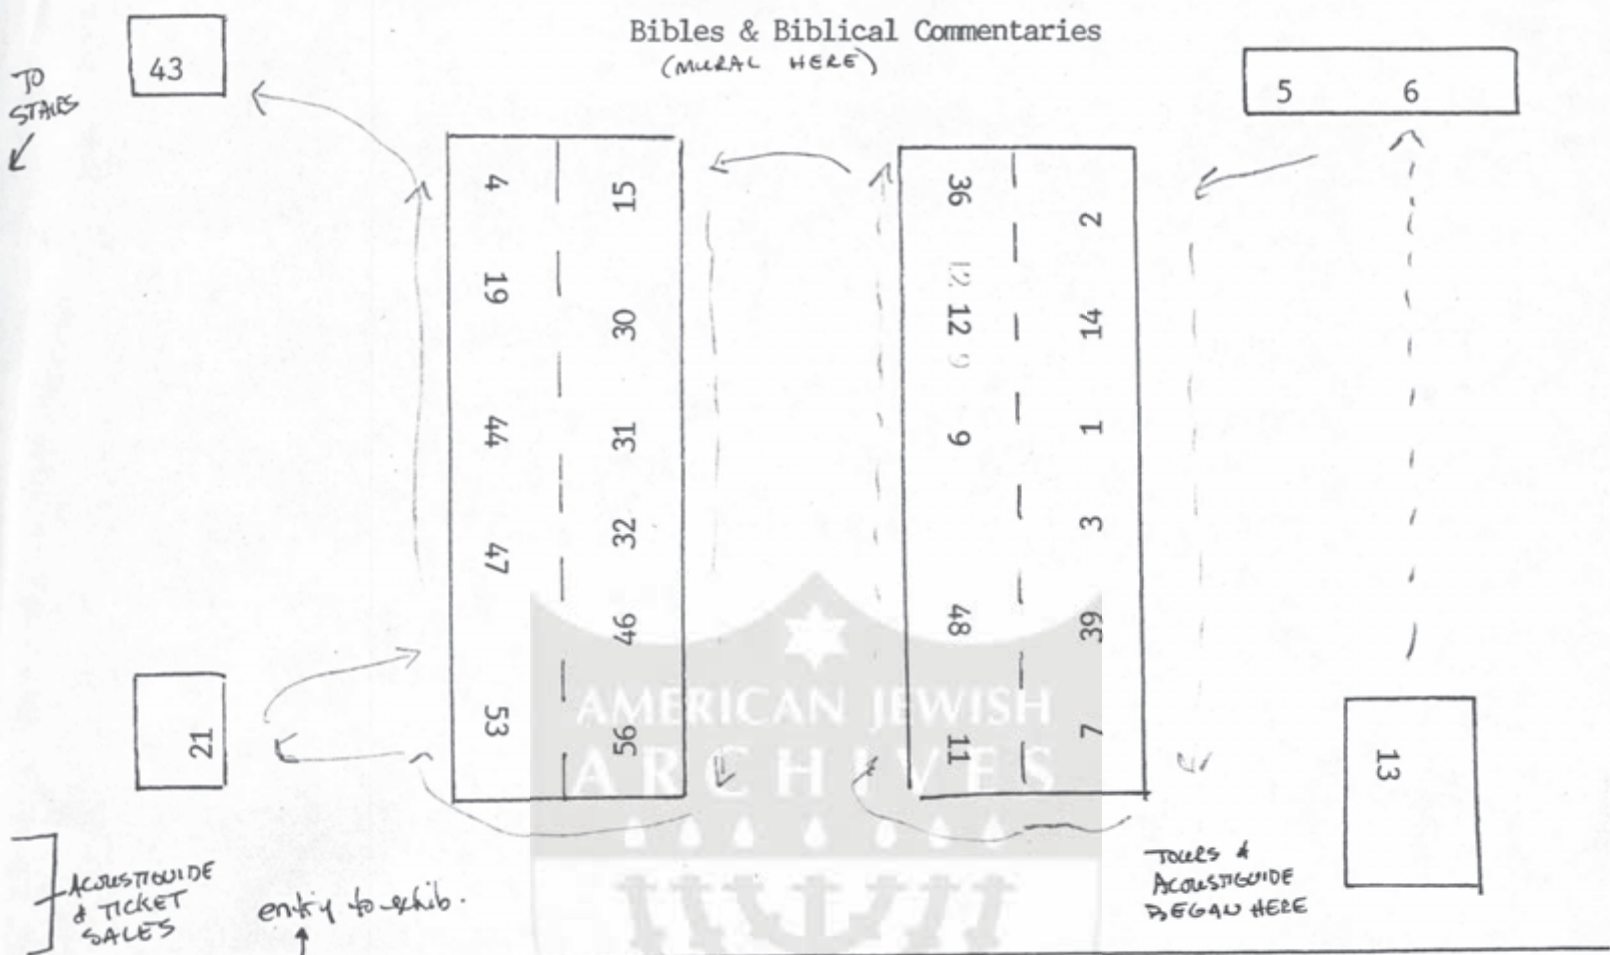 Bibles & Biblical Commentaries
(MURAL HERE)
TO
STAIRS
43
5 6
4
19
44
47
53
15
30
31
32
46
56
36
12
9
48
11
2
14
1
3
39
7
21
13
AMERICAN JEWISH
ARCHIVES
ACOUSTIGUIDE
& TICKET
SALES
entry to exhib.
TOURS &
ACOUSTIGUIDE
BEGAN HERE